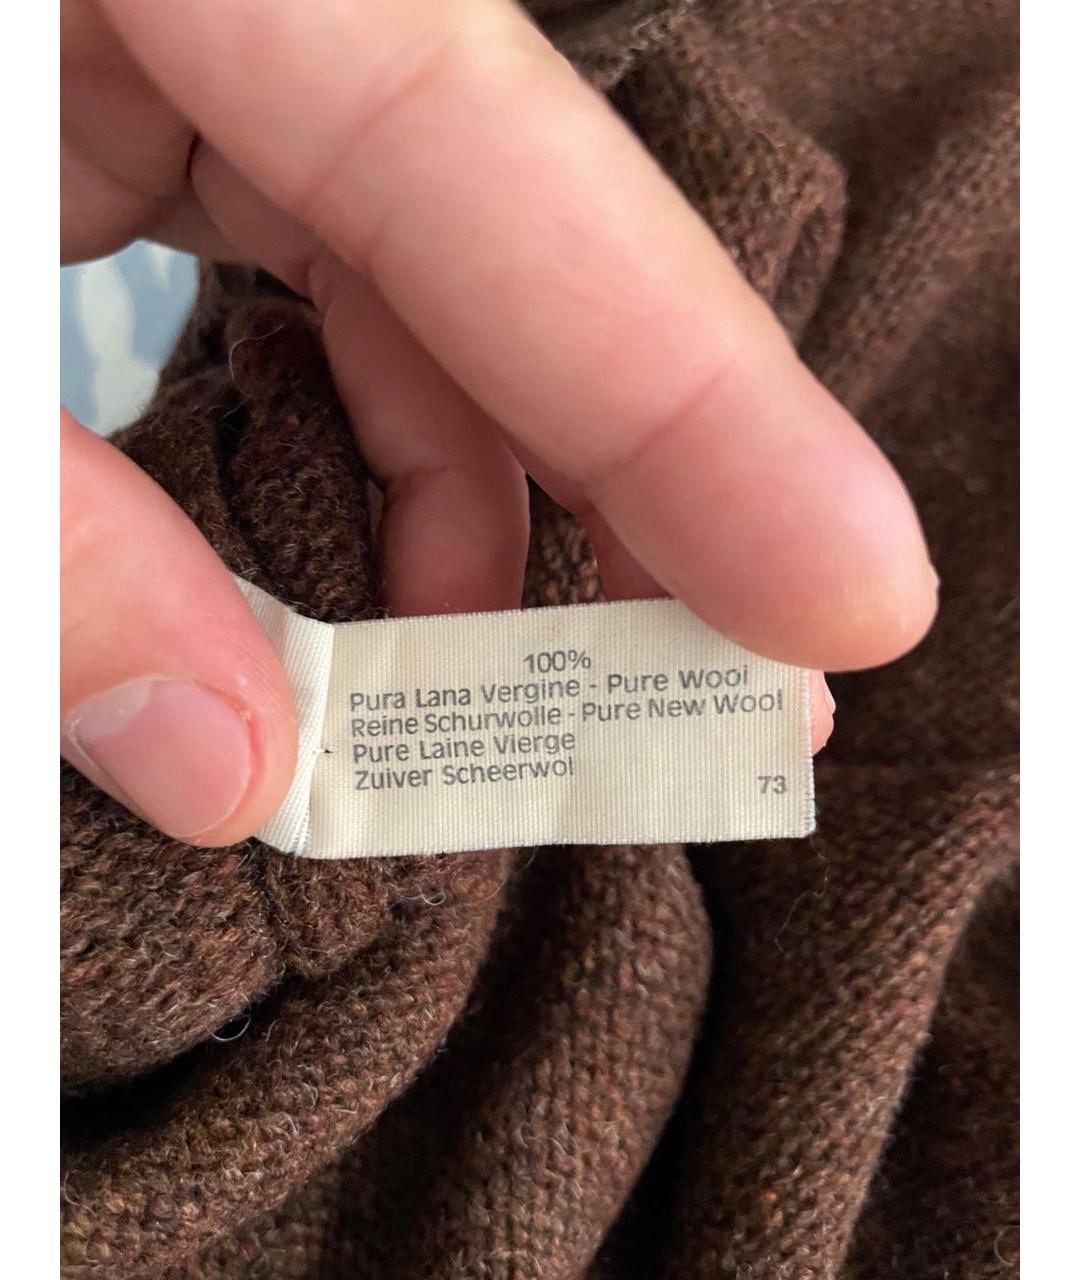 100%
Pura Lana Vergine - Pure Wool
Reine Schurwolle - Pure New Wool
Pure Laine Vierge
Zuiver Scheerwol
73